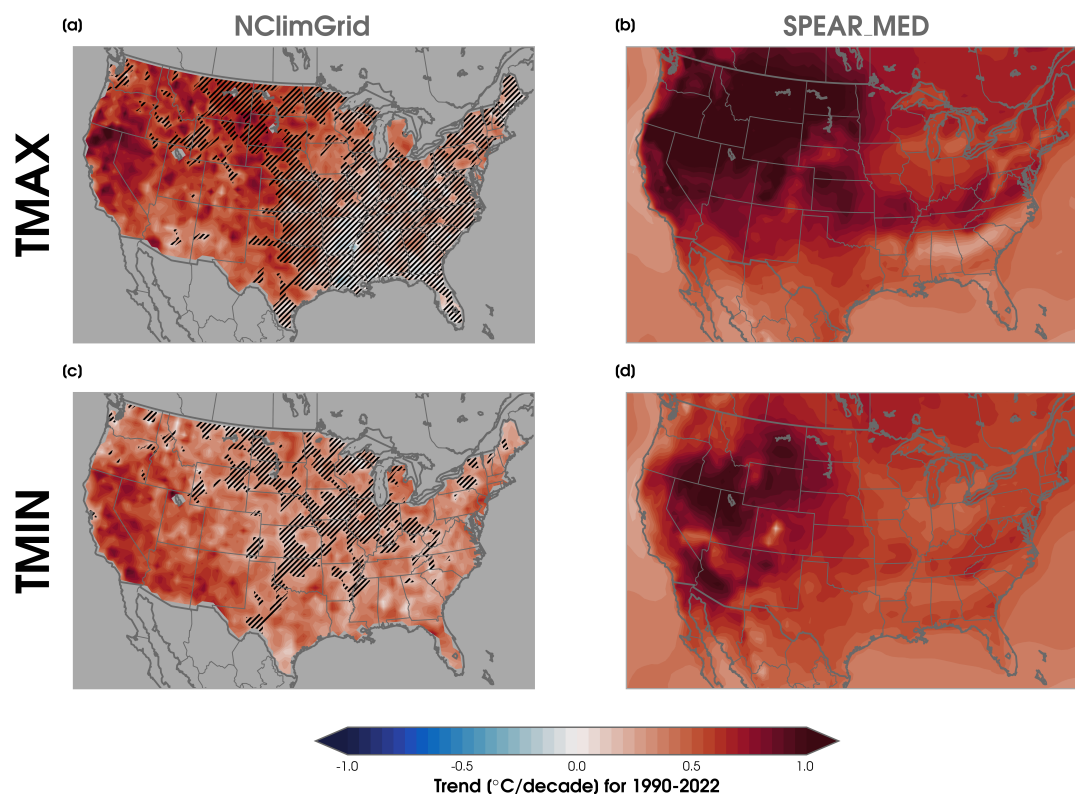 (a)
NClimGrid
(b)
SPEAR_MED
TMAX
(c)
(d)
TMIN
-1.0 -0.5 0.0 0.5 1.0
Trend (°C/decade) for 1990-2022